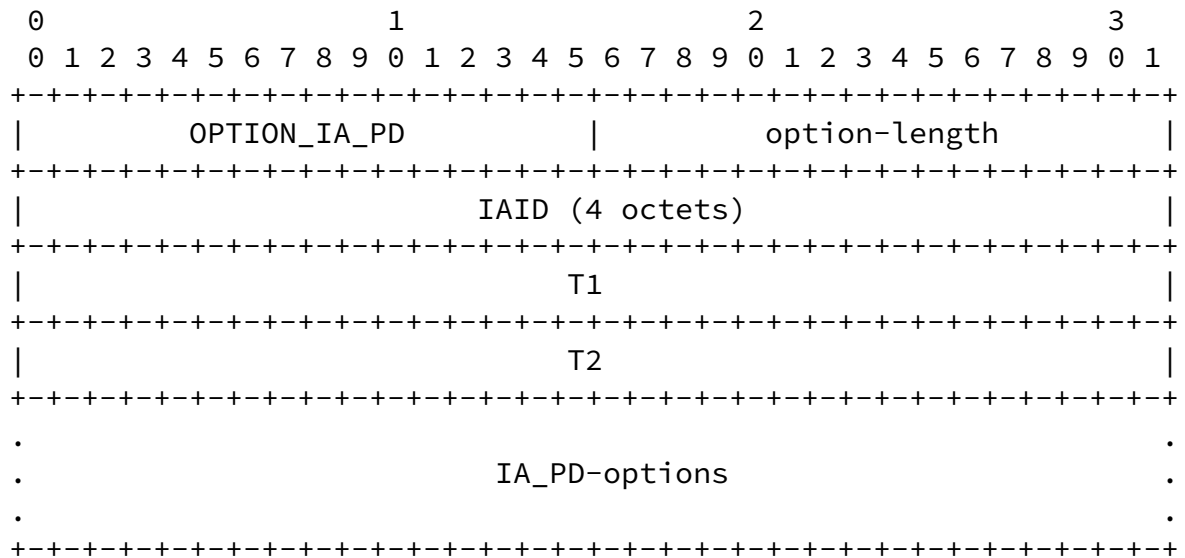 0                   1                   2                   3
 0 1 2 3 4 5 6 7 8 9 0 1 2 3 4 5 6 7 8 9 0 1 2 3 4 5 6 7 8 9 0 1
+-+-+-+-+-+-+-+-+-+-+-+-+-+-+-+-+-+-+-+-+-+-+-+-+-+-+-+-+-+-+-+-+
|         OPTION_IA_PD          |         option-length         |
+-+-+-+-+-+-+-+-+-+-+-+-+-+-+-+-+-+-+-+-+-+-+-+-+-+-+-+-+-+-+-+-+
|                         IAID (4 octets)                       |
+-+-+-+-+-+-+-+-+-+-+-+-+-+-+-+-+-+-+-+-+-+-+-+-+-+-+-+-+-+-+-+-+
|                              T1                               |
+-+-+-+-+-+-+-+-+-+-+-+-+-+-+-+-+-+-+-+-+-+-+-+-+-+-+-+-+-+-+-+-+
|                              T2                               |
+-+-+-+-+-+-+-+-+-+-+-+-+-+-+-+-+-+-+-+-+-+-+-+-+-+-+-+-+-+-+-+-+
.                                                               .
.                          IA_PD-options                        .
.                                                               .
+-+-+-+-+-+-+-+-+-+-+-+-+-+-+-+-+-+-+-+-+-+-+-+-+-+-+-+-+-+-+-+-+